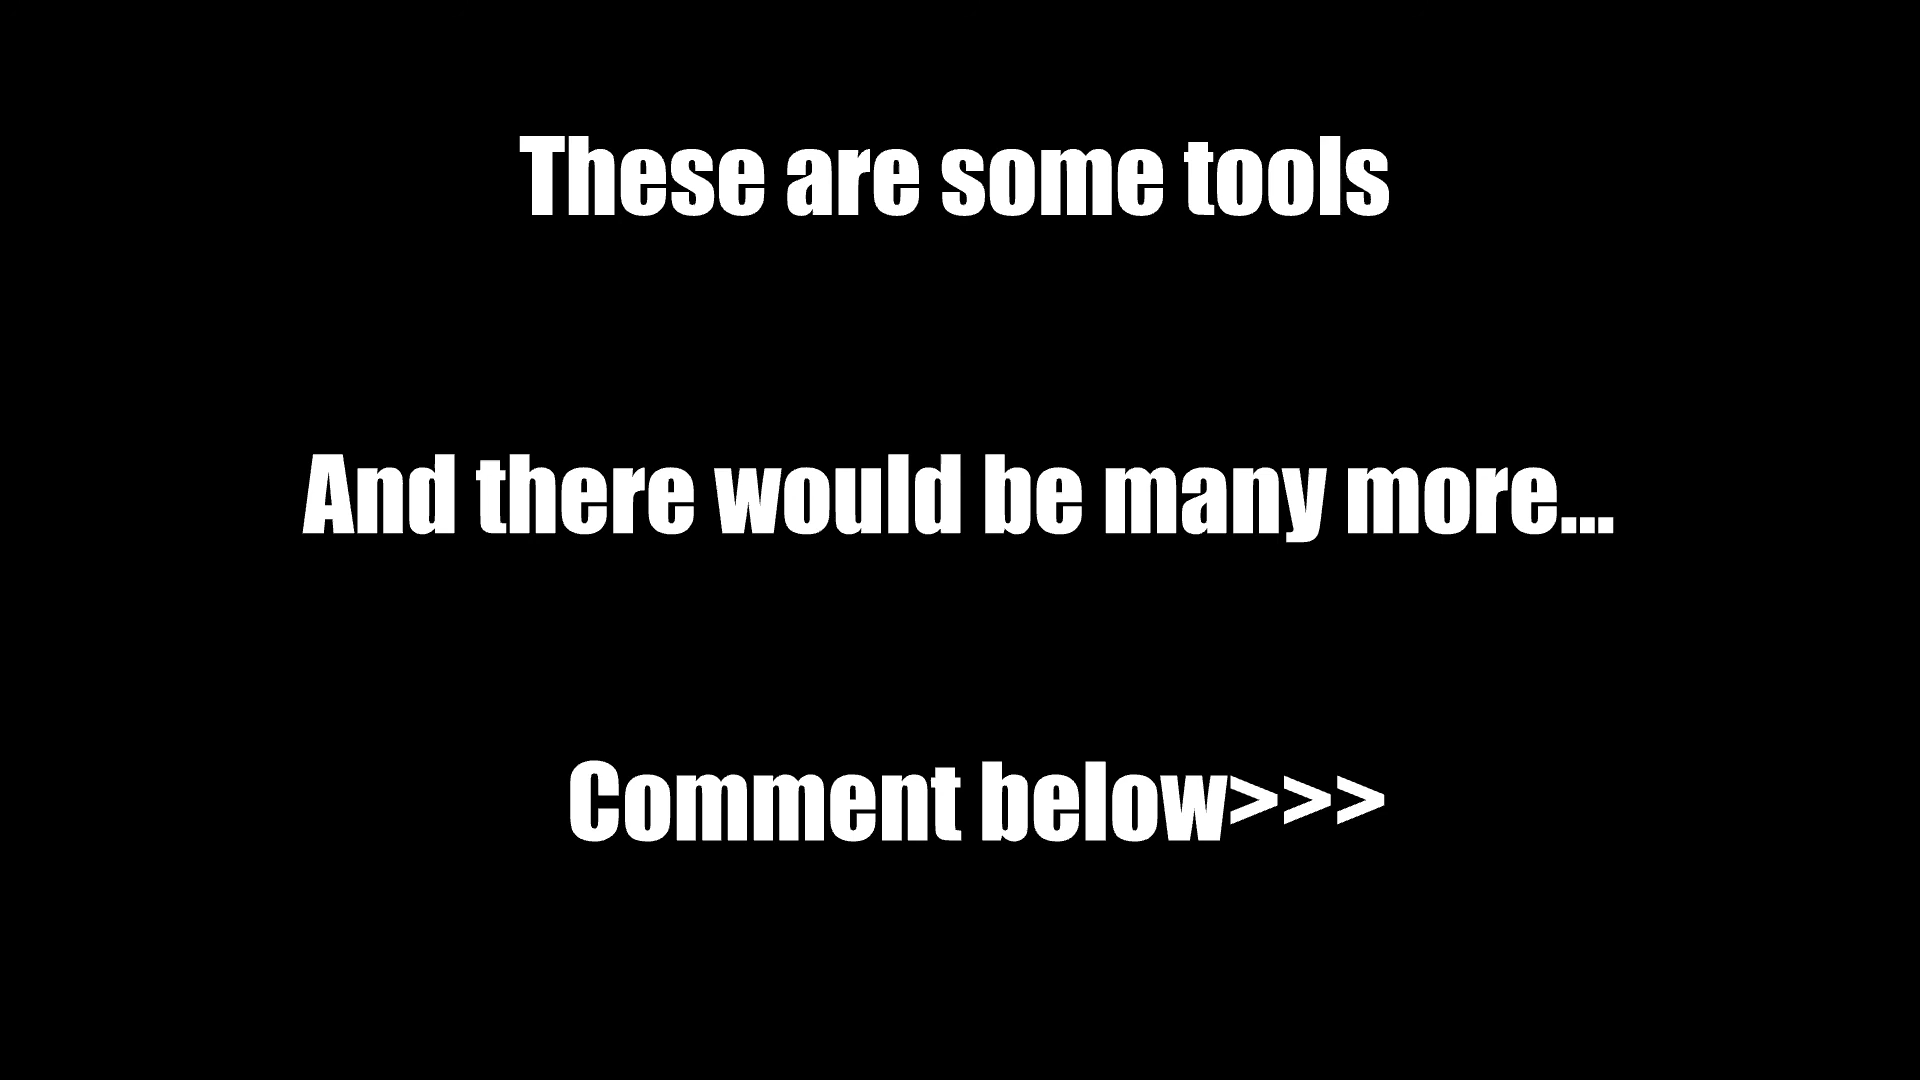 These are some tools
And there would be many more...
Comment below>>>